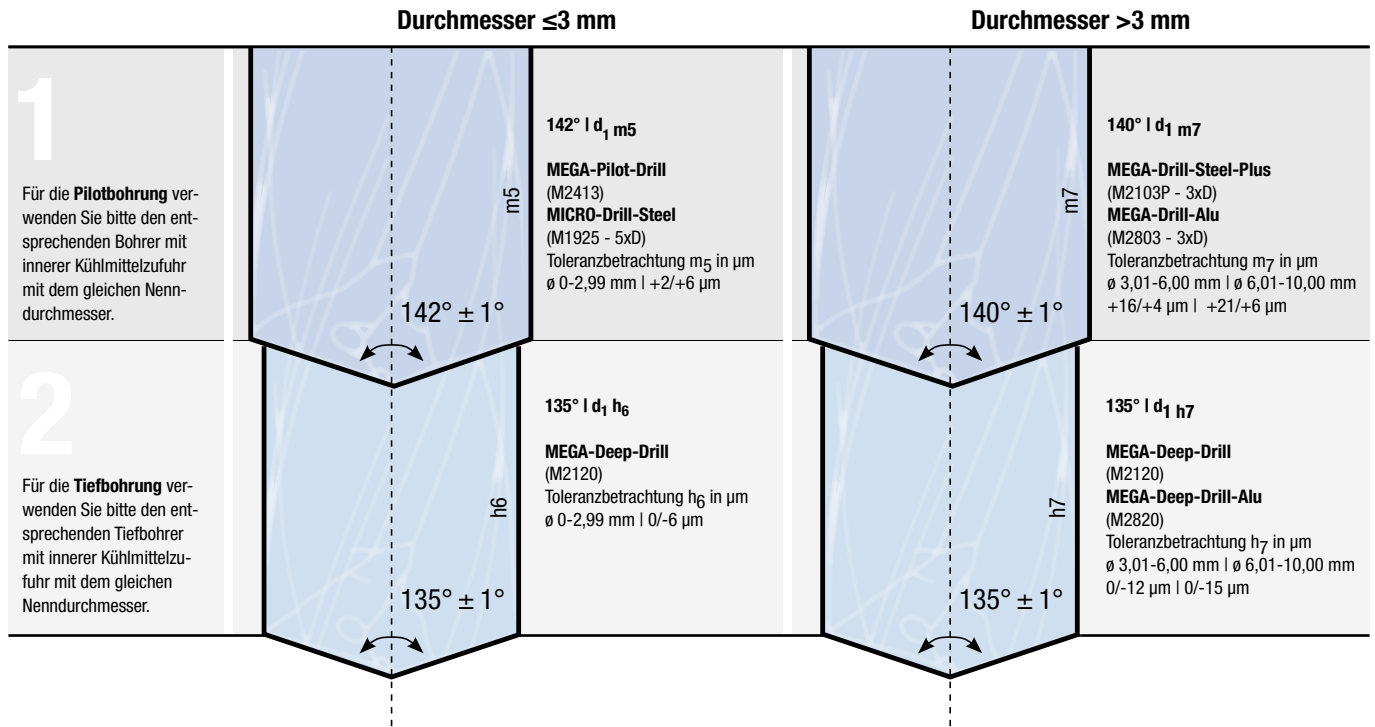 Durchmesser ≤3 mm
Durchmesser >3 mm
1
Für die Pilotbohrung ver-
wenden Sie bitte den ent-
sprechenden Bohrer mit
innerer Kühlmittelzufuhr
mit dem gleichen Nenn-
durchmesser.
m5
142° ± 1°
142° | d1 m5
MEGA-Pilot-Drill
(M2413)
MICRO-Drill-Steel
(M1925 - 5xD)
Toleranzbetrachtung m5 in µm
ø 0-2,99 mm | +2/+6 µm
m7
140° ± 1°
140° | d1 m7
MEGA-Drill-Steel-Plus
(M2103P - 3xD)
MEGA-Drill-Alu
(M2803 - 3xD)
Toleranzbetrachtung m7 in µm
ø 3,01-6,00 mm | ø 6,01-10,00 mm
+16/+4 µm | +21/+6 µm
2
Für die Tiefbohrung ver-
wenden Sie bitte den ent-
sprechenden Tiefbohrer
mit innerer Kühlmittelzu-
fuhr mit dem gleichen
Nenndurchmesser.
h6
135° ± 1°
135° | d1 h6
MEGA-Deep-Drill
(M2120)
Toleranzbetrachtung h6 in µm
ø 0-2,99 mm | 0/-6 µm
h7
135° ± 1°
135° | d1 h7
MEGA-Deep-Drill
(M2120)
MEGA-Deep-Drill-Alu
(M2820)
Toleranzbetrachtung h7 in µm
ø 3,01-6,00 mm | ø 6,01-10,00 mm
0/-12 µm | 0/-15 µm